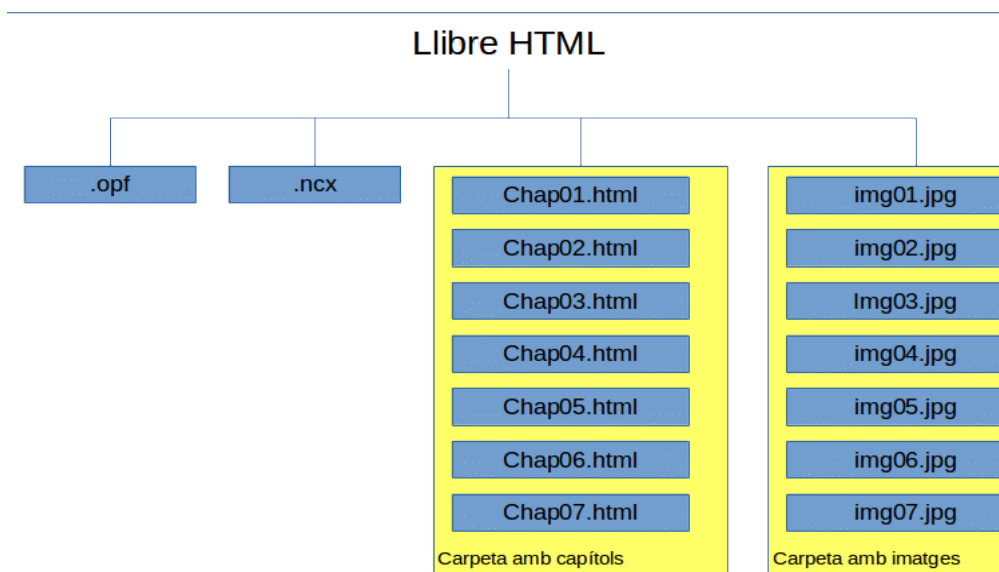 Llibre HTML
.opf
.ncx
Chap01.html
Chap02.html
Chap03.html
Chap04.html
Chap05.html
Chap06.html
Chap07.html
Carpeta amb capítols
img01.jpg
img02.jpg
Img03.jpg
img04.jpg
img05.jpg
img06.jpg
img07.jpg
Carpeta amb imatges